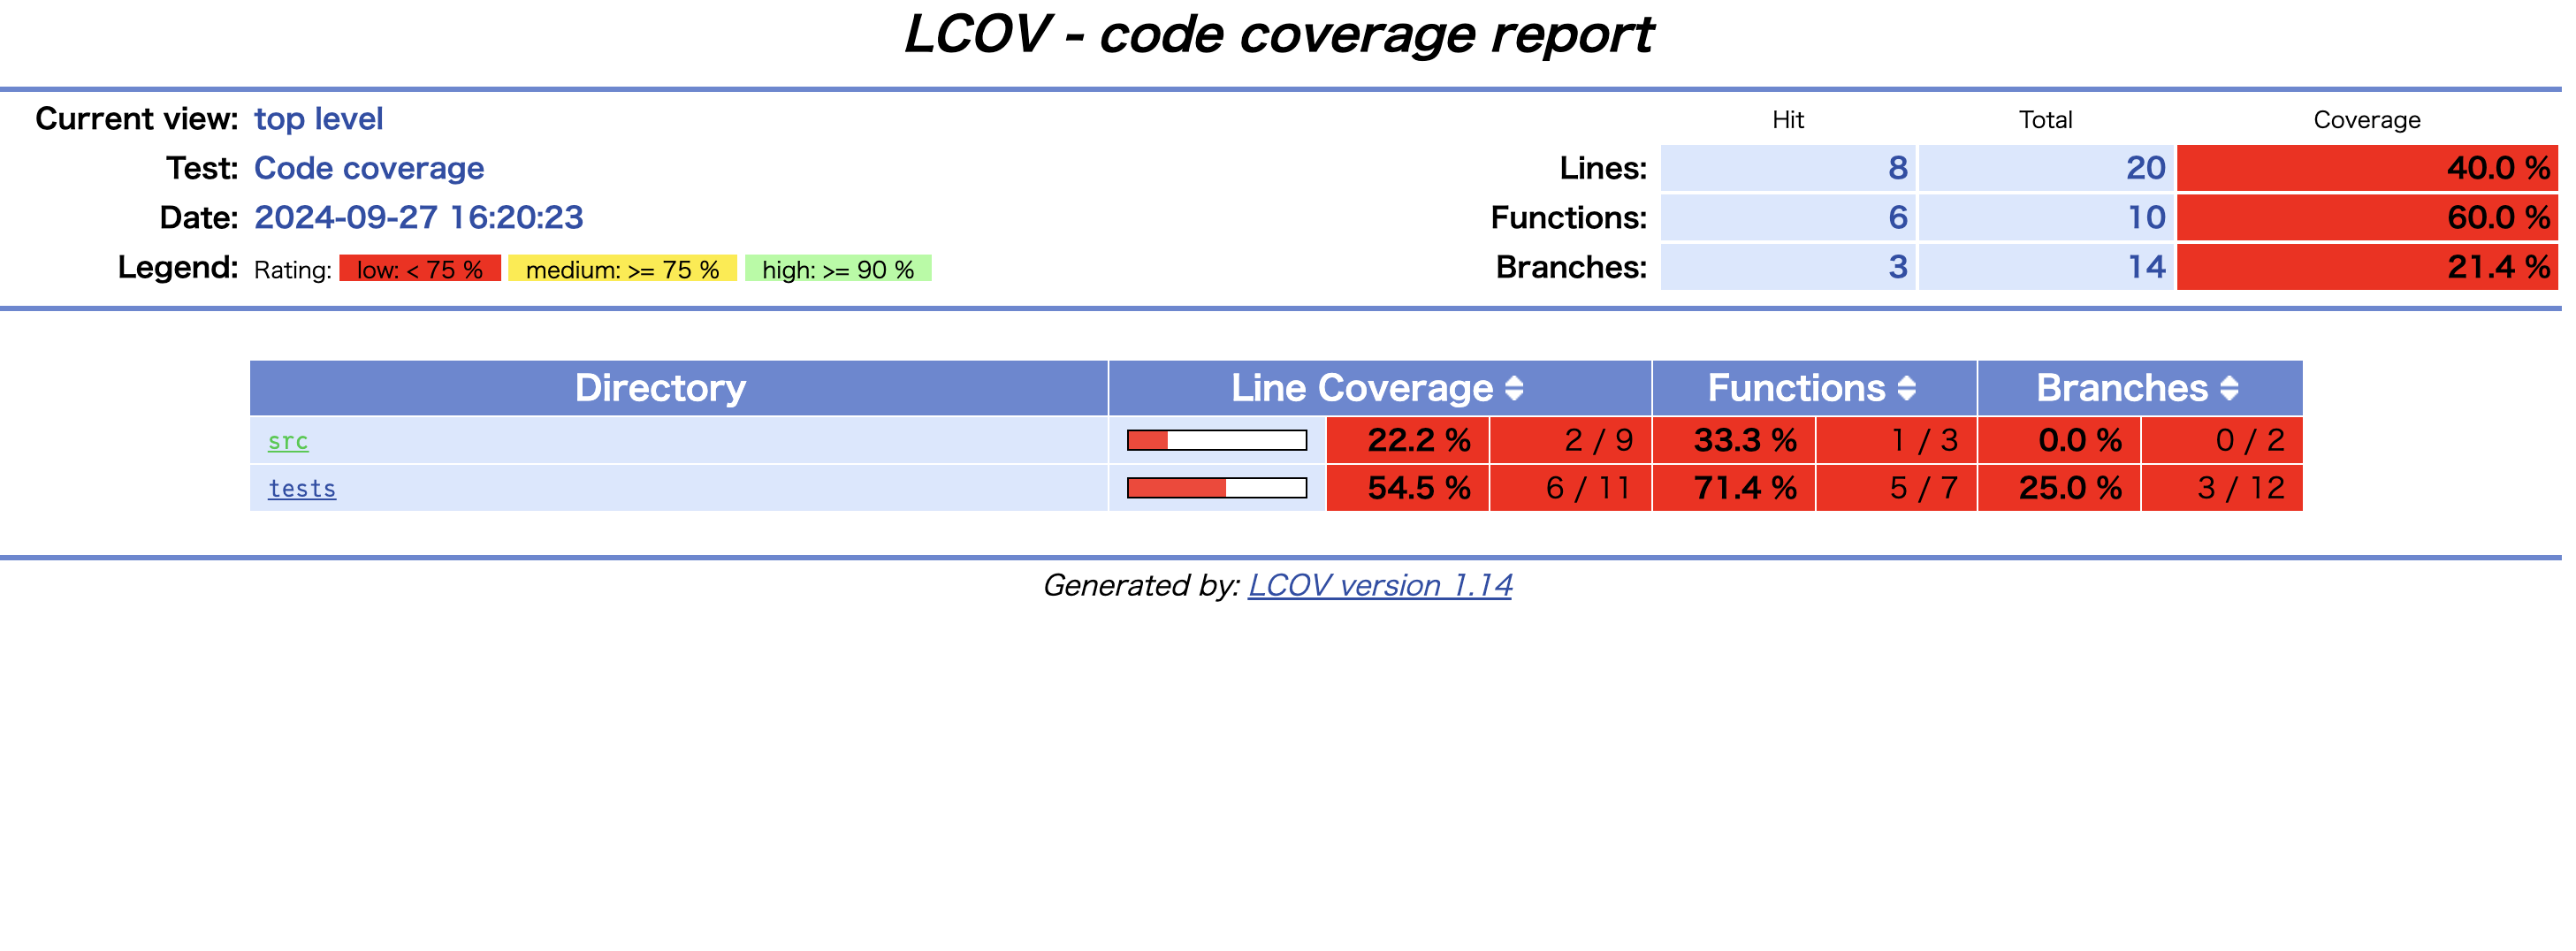 LCOV - code coverage report
Current view: top level
Hit Total Coverage
Test: Code coverage
Lines: 8 20 40.0 %
Date: 2024-09-27 16:20:23
Functions: 6 10 60.0 %
Legend: Rating: low: < 75 % medium: >= 75 % high: >= 90 %
Branches: 3 14 21.4 %
Directory Line Coverage Functions Branches
src 22.2 % 2 / 9 33.3 % 1 / 3 0.0 % 0 / 2
tests 54.5 % 6 / 11 71.4 % 5 / 7 25.0 % 3 / 12
Generated by: LCOV version 1.14